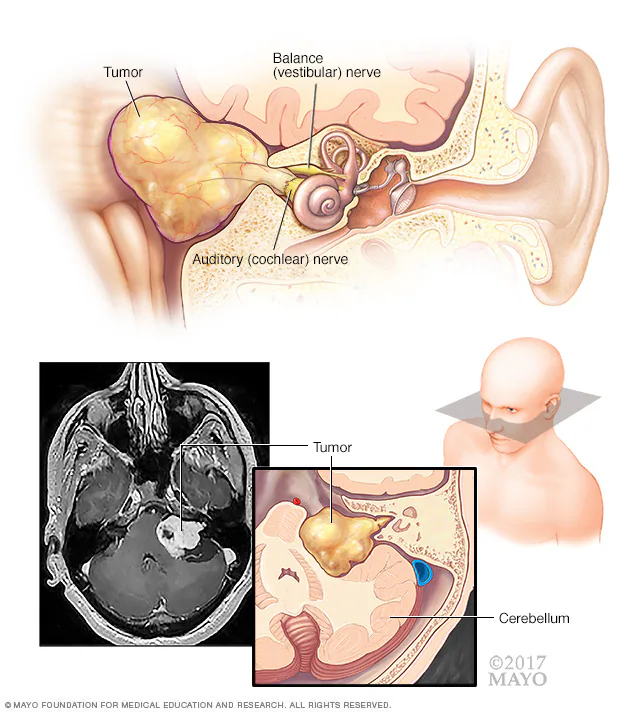 Balance
(vestibular) nerve
Tumor
Auditory (cochlear) nerve
Tumor
Cerebellum
©2017
MAYO
© MAYO FOUNDATION FOR MEDICAL EDUCATION AND RESEARCH. ALL RIGHTS RESERVED.